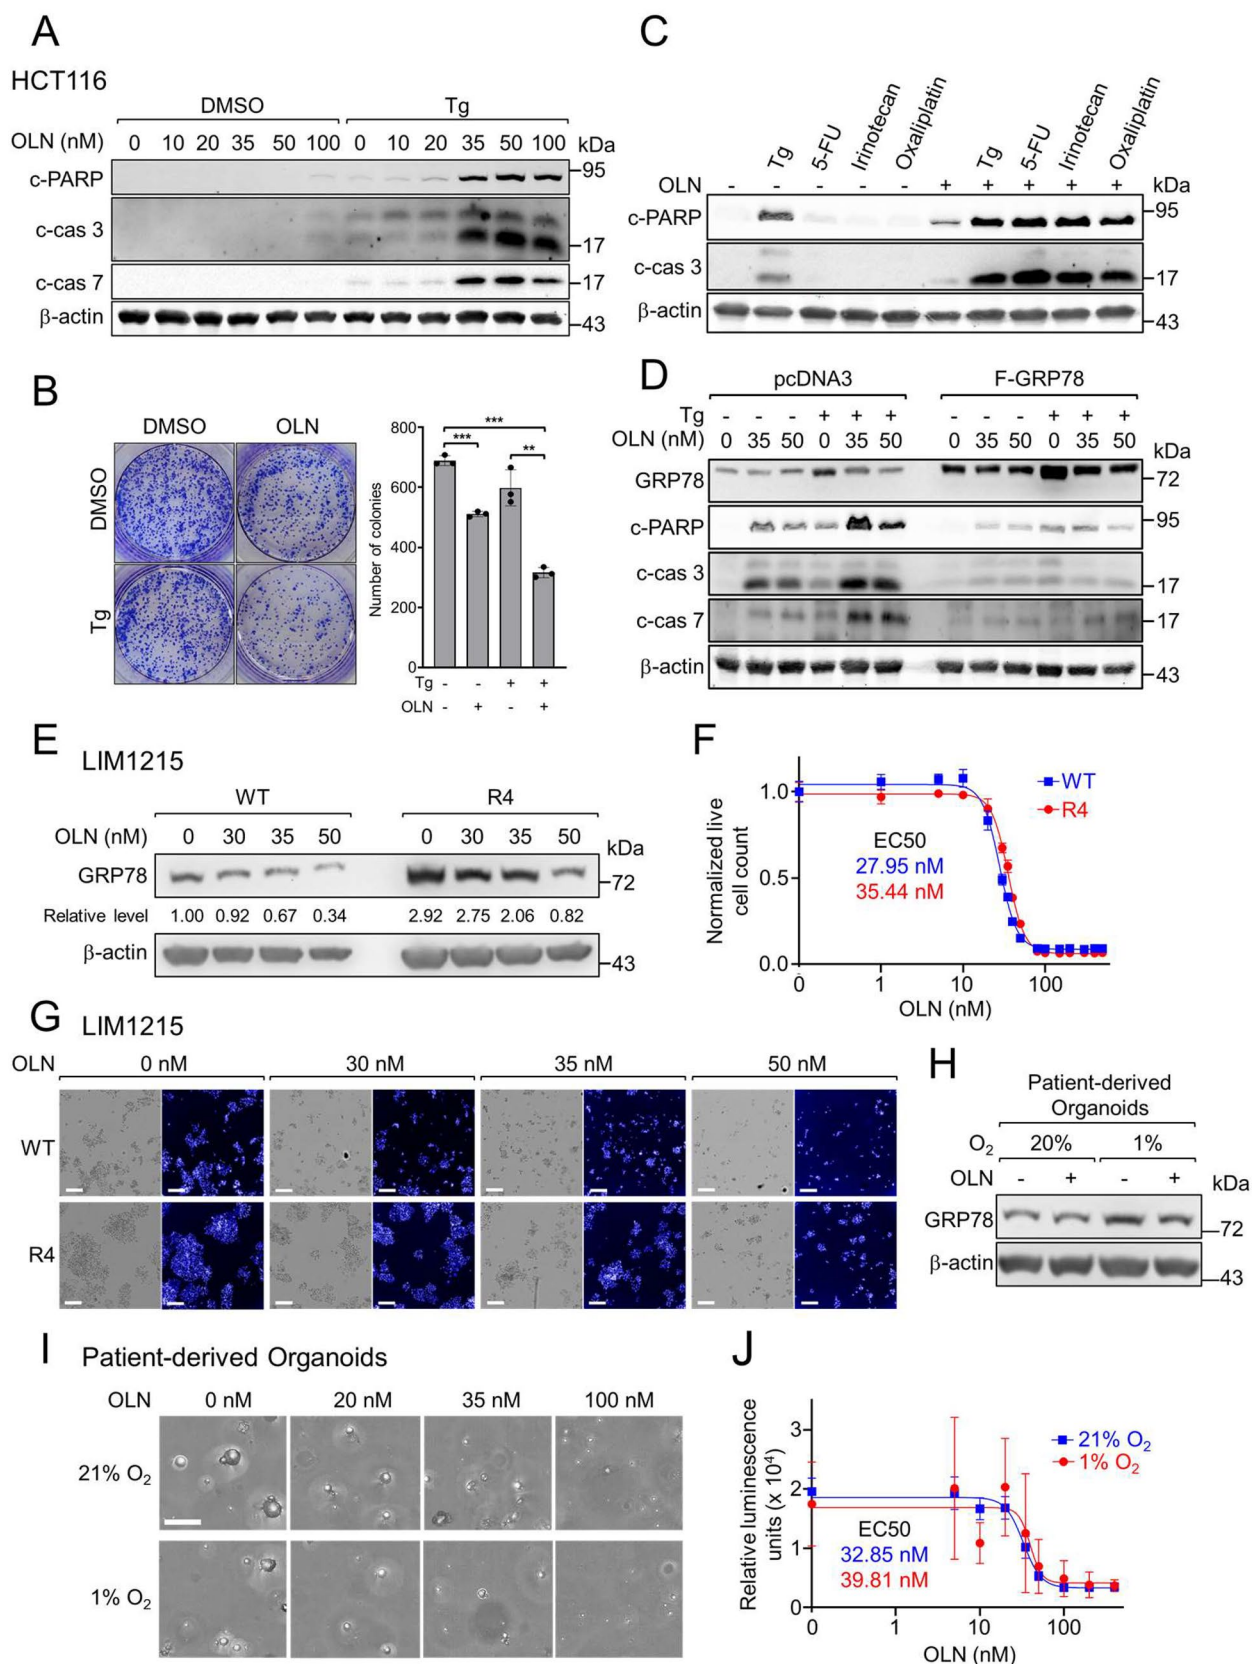 A
HCT116
DMSO Tg
OLN (nM) 0 10 20 35 50 100 0 10 20 35 50 100 kDa
c-PARP 95
c-cas 3 17
c-cas 7 17
β-actin 43
B
DMSO OLN
DMSO
Tg
Number of colonies
800
600
400
200
0
*** *** **
Tg - - + +
OLN - + - +
C
Tg 5-FU Irinotecan Oxaliplatin Tg 5-FU Irinotecan Oxaliplatin
OLN - - - - - + + + + + kDa
c-PARP 95
c-cas 3 17
β-actin 43
D
pcDNA3 F-GRP78
Tg - - - + + + - - - + + +
OLN (nM) 0 35 50 0 35 50 0 35 50 0 35 50 kDa
GRP78 72
c-PARP 95
c-cas 3 17
c-cas 7 17
β-actin 43
E
LIM1215
WT R4
OLN (nM) 0 30 35 50 0 30 35 50 kDa
GRP78 72
Relative level 1.00 0.92 0.67 0.34 2.92 2.75 2.06 0.82
β-actin 43
F
Normalized live
cell count
1.0
0.5
0.0
WT
R4
EC50
27.95 nM
35.44 nM
0 1 10 100
OLN (nM)
G
LIM1215
OLN 0 nM 30 nM 35 nM 50 nM
WT
R4
H
Patient-derived
Organoids
O₂ 20% 1%
OLN - + - + kDa
GRP78 72
β-actin 43
I
Patient-derived Organoids
OLN 0 nM 20 nM 35 nM 100 nM
21% O₂
1% O₂
J
Relative luminescence
units (x 10⁴)
3
2
1
0
21% O₂
1% O₂
EC50
32.85 nM
39.81 nM
0 1 10 100
OLN (nM)